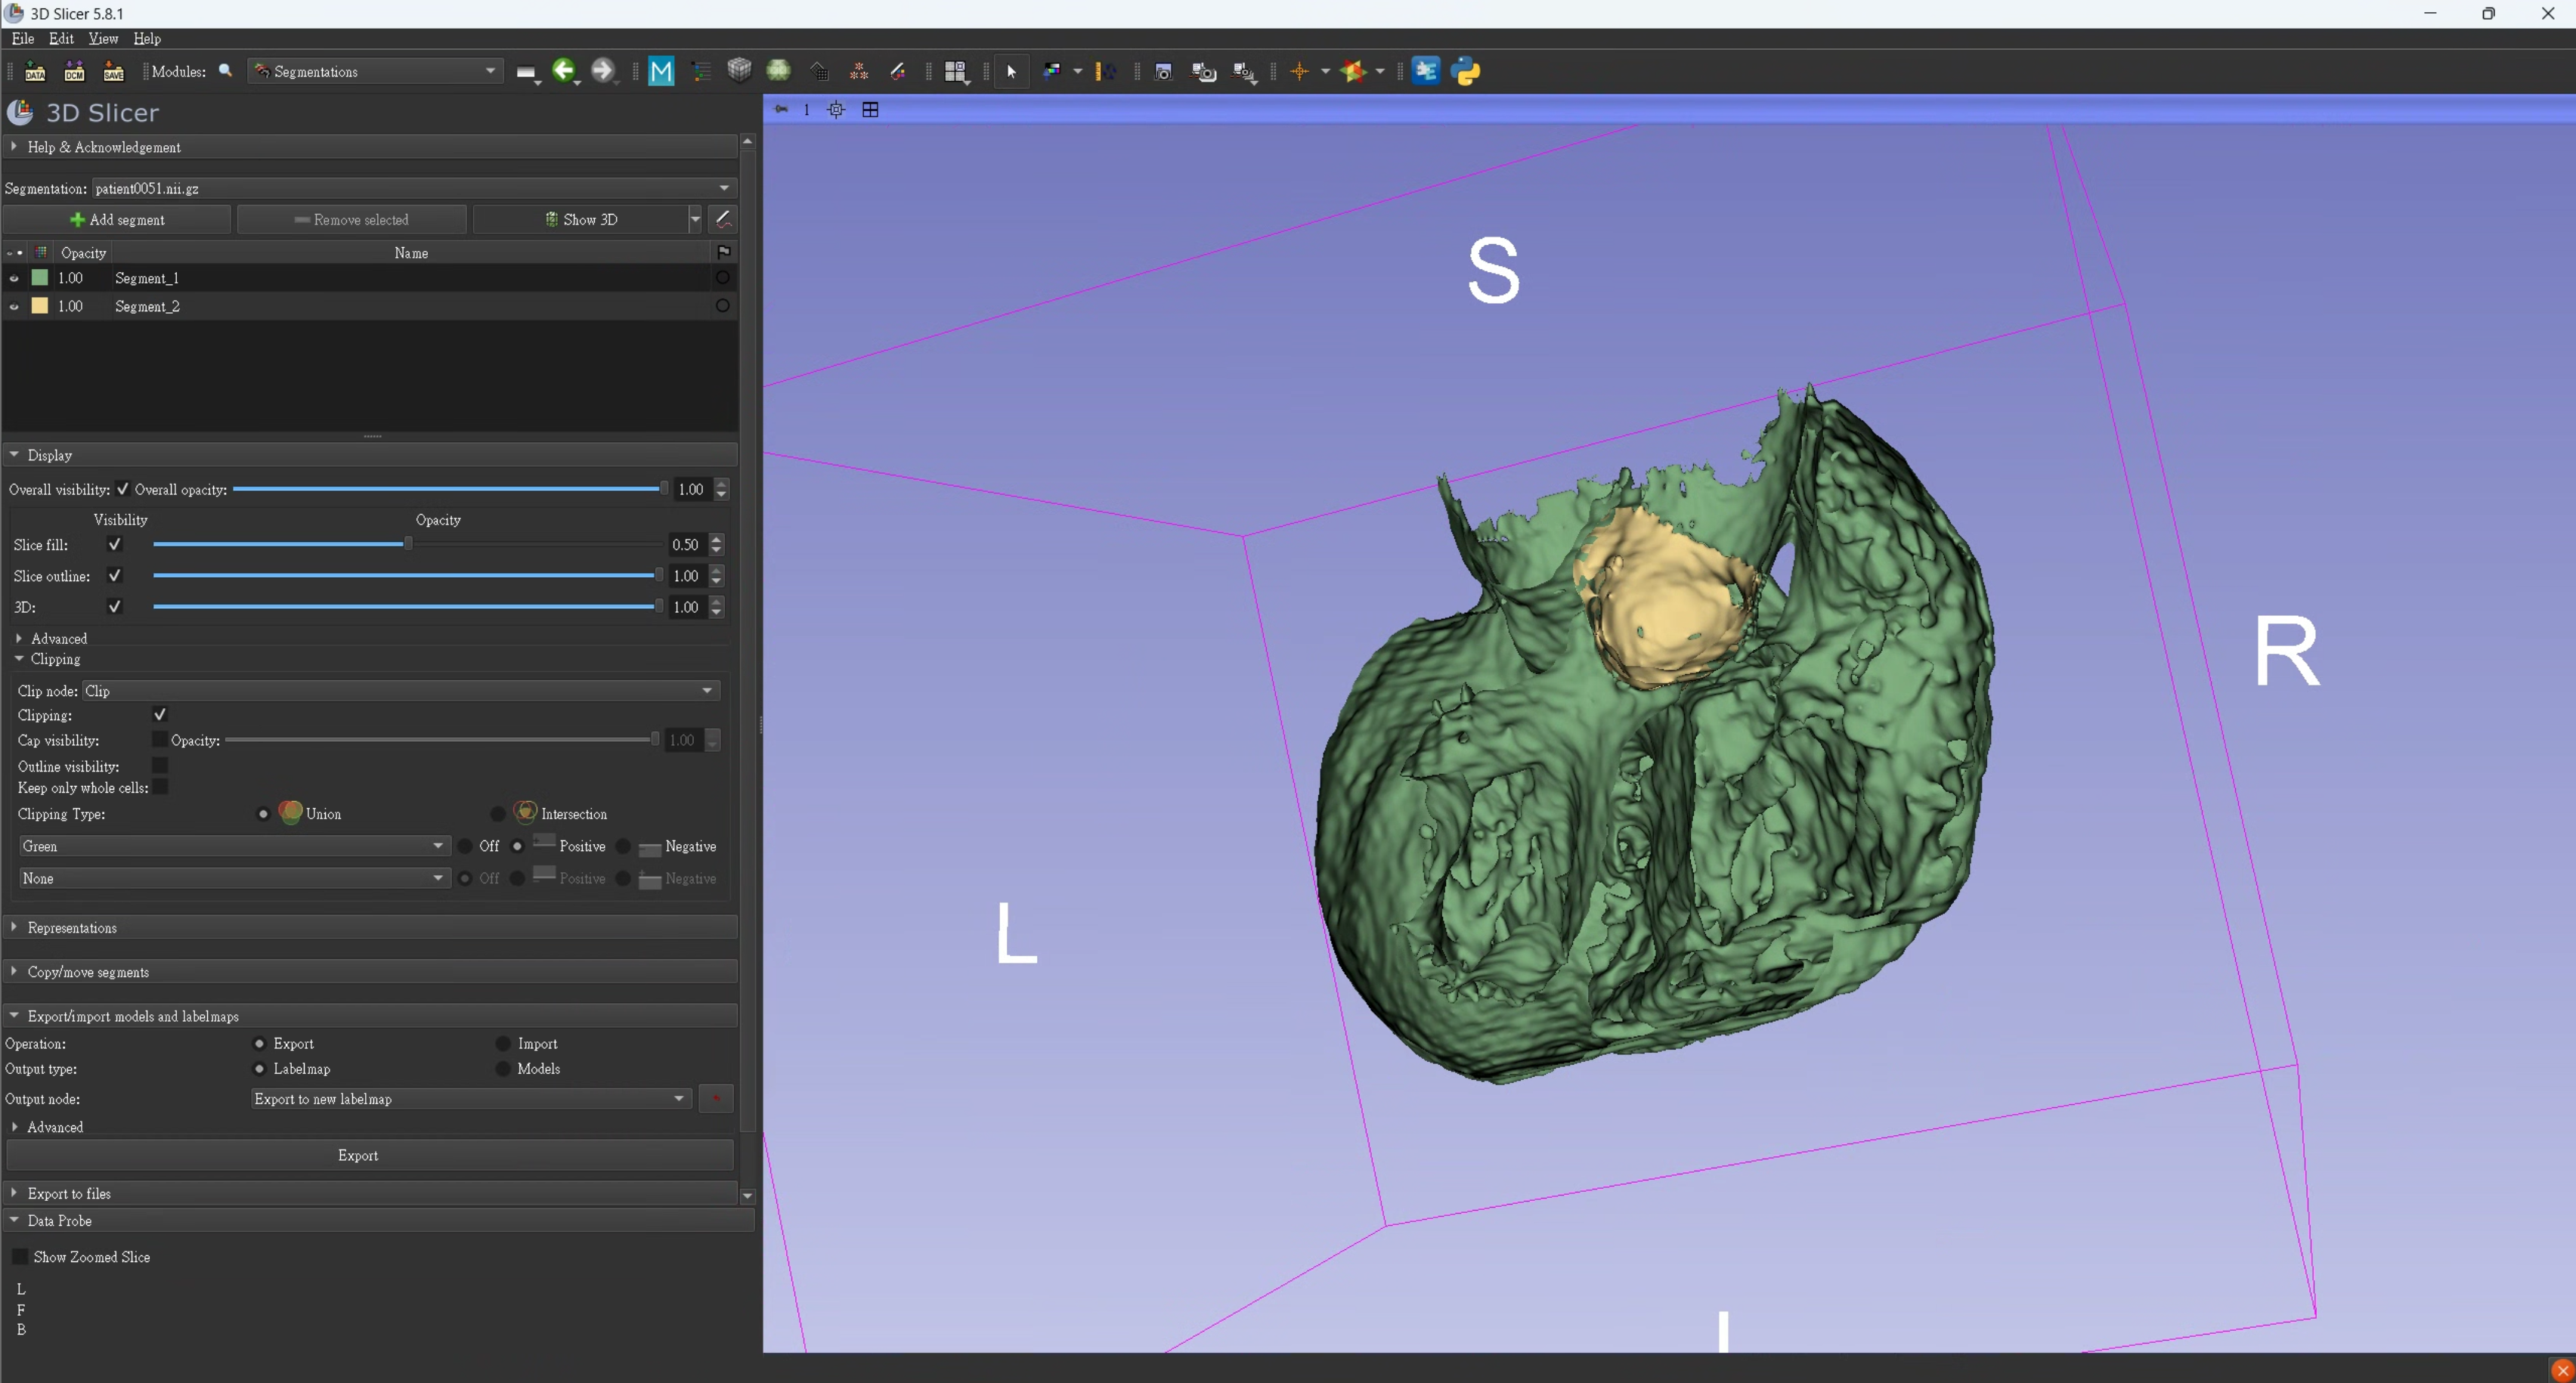 3D Slicer 5.8.1
File Edit View Help
DATA DCM SAVE Modules: Segmentations M
3D Slicer
1
Help & Acknowledgement
Segmentation: patient0051.nii.gz
Add segment Remove selected Show 3D
Opacity Name
1.00 Segment_1
1.00 Segment_2
Display
Overall visibility: Overall opacity: 1.00
Visibility Opacity
Slice fill: 0.50
Slice outline: 1.00
3D: 1.00
Advanced
Clipping
Clip node: Clip
Clipping:
Cap visibility: Opacity: 1.00
Outline visibility:
Keep only whole cells:
Clipping Type: Union Intersection
Green Off Positive Negative
None Off Positive Negative
Representations
Copy/move segments
Export/import models and labelmaps
Operation: Export Import
Output type: Labelmap Models
Output node: Export to new labelmap
Advanced
Export
Export to files
Data Probe
Show Zoomed Slice
L
F
B
S
R
L
I